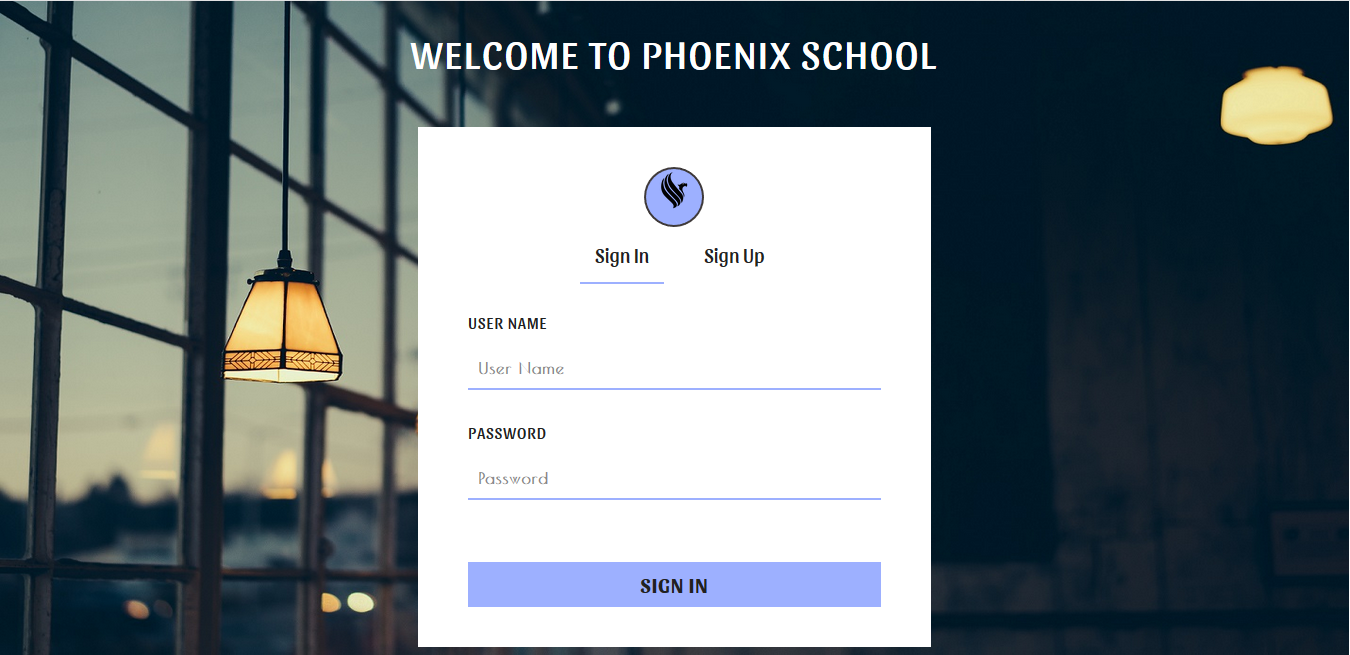 WELCOME TO PHOENIX SCHOOL
Sign In Sign Up
USER NAME
User Name
PASSWORD
Password
SIGN IN